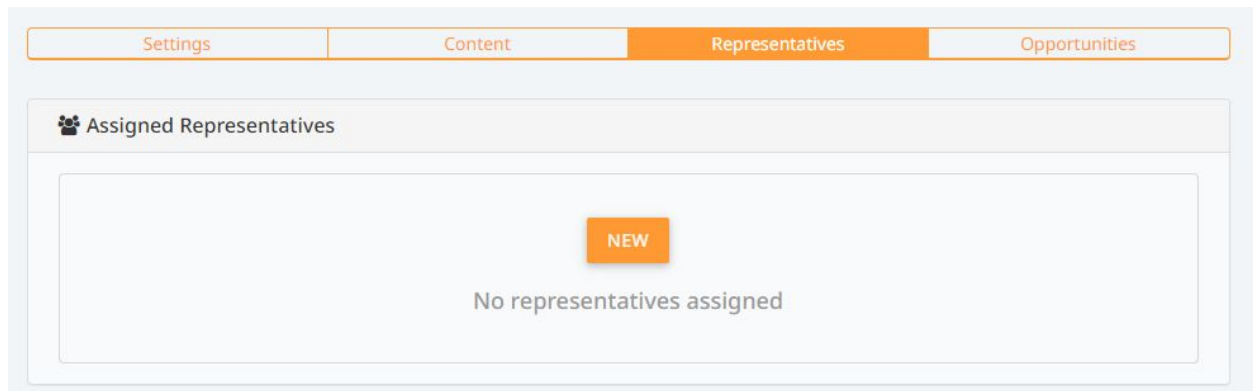 Settings Content Representatives Opportunities
Assigned Representatives
NEW
No representatives assigned